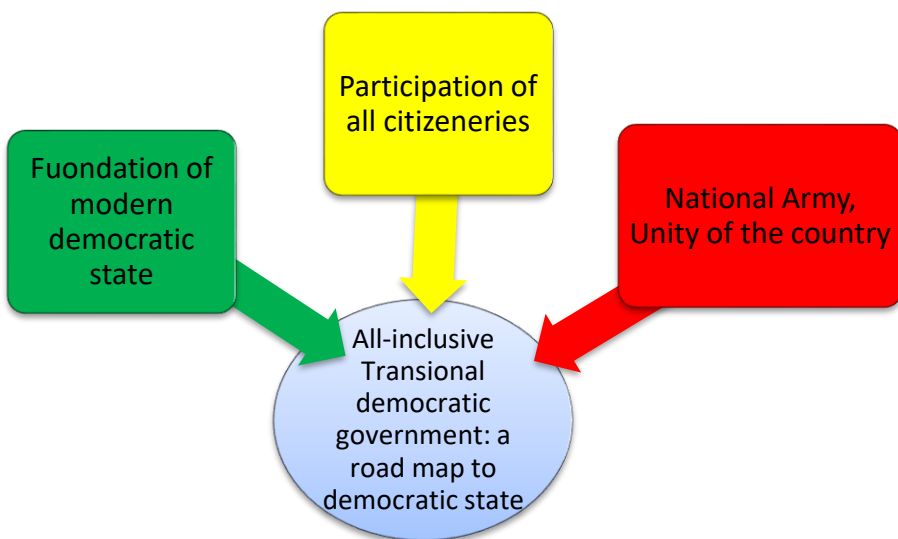 Fuondation of
modern
democratic
state
Participation of
all citizeneries
National Army,
Unity of the country
All-inclusive
Transional
democratic
government: a
road map to
democratic state